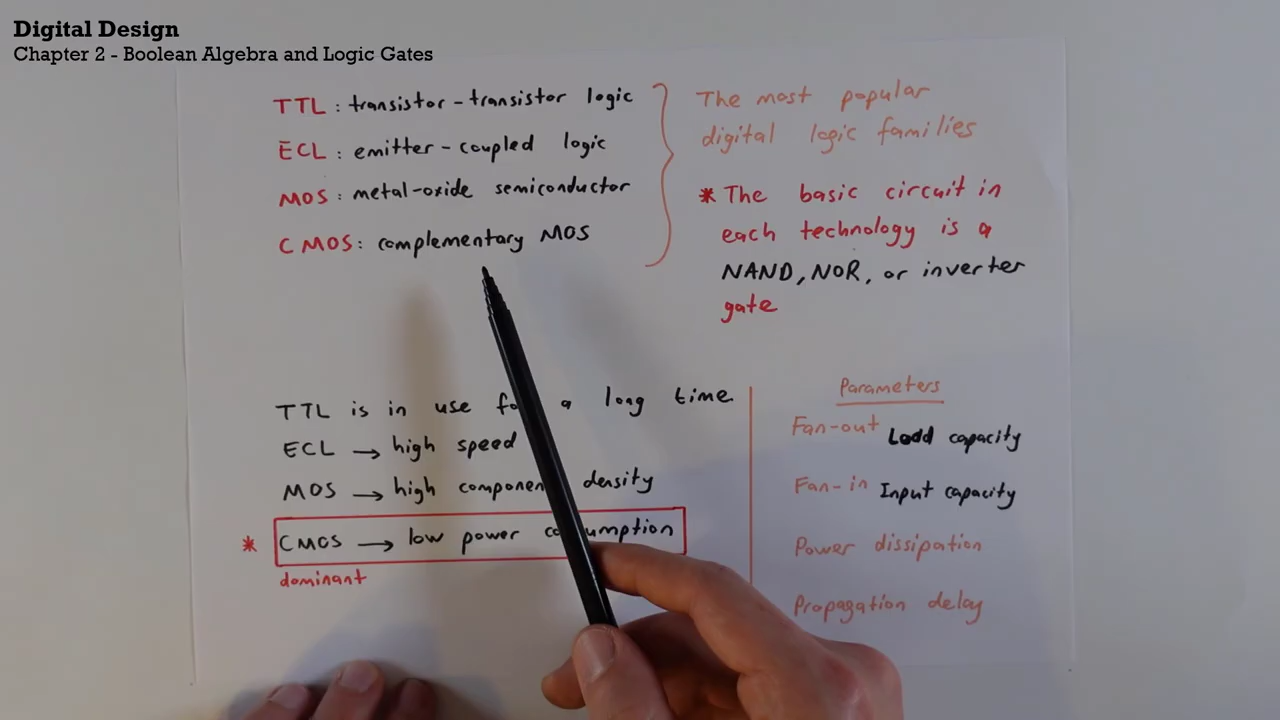 Digital Design
Chapter 2 - Boolean Algebra and Logic Gates
TTL : transistor-transistor logic
ECL : emitter-coupled logic
MOS : metal-oxide semiconductor
CMOS: complementary MOS
The most popular
digital logic families
* The basic circuit in
each technology is a
NAND, NOR, or inverter
gate
TTL is in use a long time
ECL → high speed
MOS → high density
* CMOS → low power
dominant
Parameters
Fan-out Load capacity
Fan-in Input capacity
Power dissipation
Propagation delay